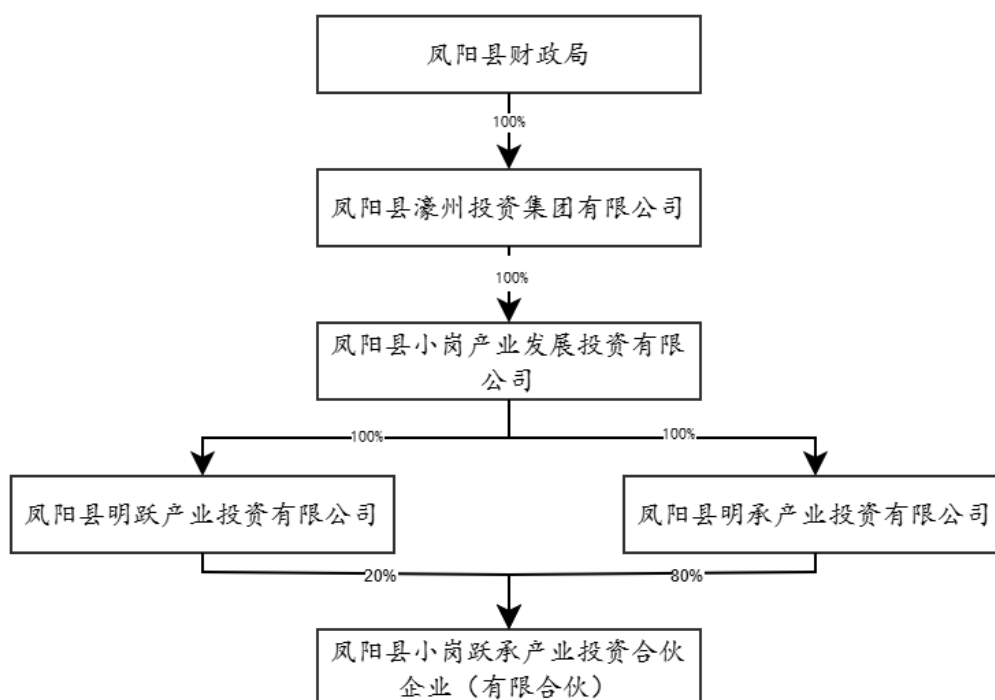 凤阳县财政局
100%
凤阳县濠州投资集团有限公司
100%
凤阳县小岗产业发展投资有限
公司
100%
100%
凤阳县明跃产业投资有限公司
凤阳县明承产业投资有限公司
20%
80%
凤阳县小岗跃承产业投资合伙
企业（有限合伙）